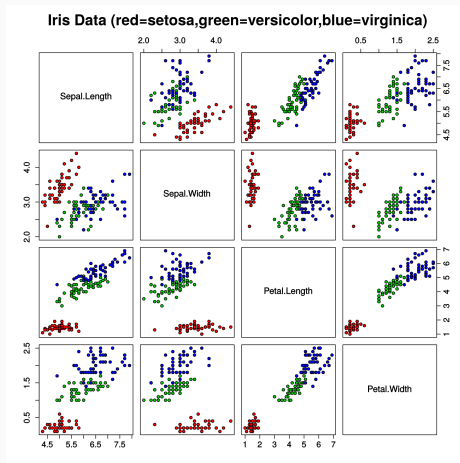 Iris Data (red=setosa,green=versicolor,blue=virginica)
2.0 3.0 4.0 0.5 1.5 2.5
Sepal.Length
4.5 5.5 6.5 7.5
2.0 3.0 4.0
Sepal.Width
Petal.Length
1 2 3 4 5 6 7
0.5 1.5 2.5
Petal.Width
4.5 5.5 6.5 7.5 1 2 3 4 5 6 7